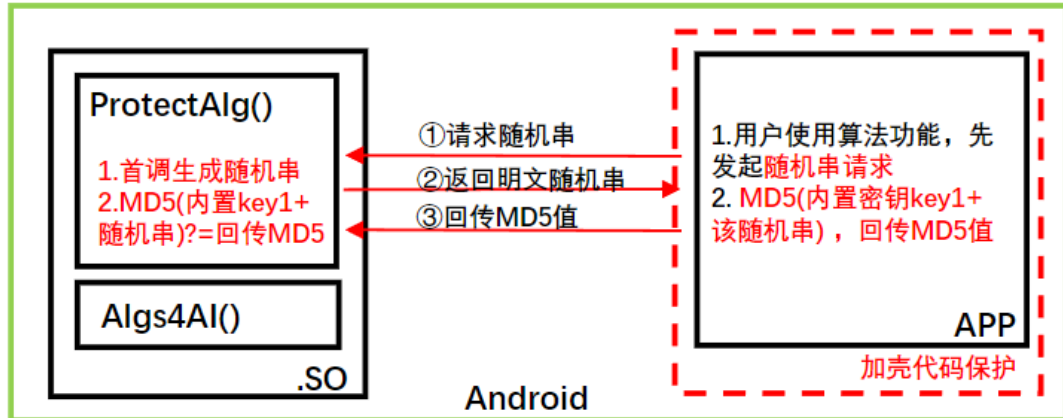 ProtectAlg()
1.首调生成随机串
2.MD5(内置key1+
随机串)?=回传MD5
Algs4AI()
.SO
①请求随机串
②返回明文随机串
③回传MD5值
1.用户使用算法功能，先
发起随机串请求
2. MD5(内置密钥key1+
该随机串) ，回传MD5值
APP
加壳代码保护
Android